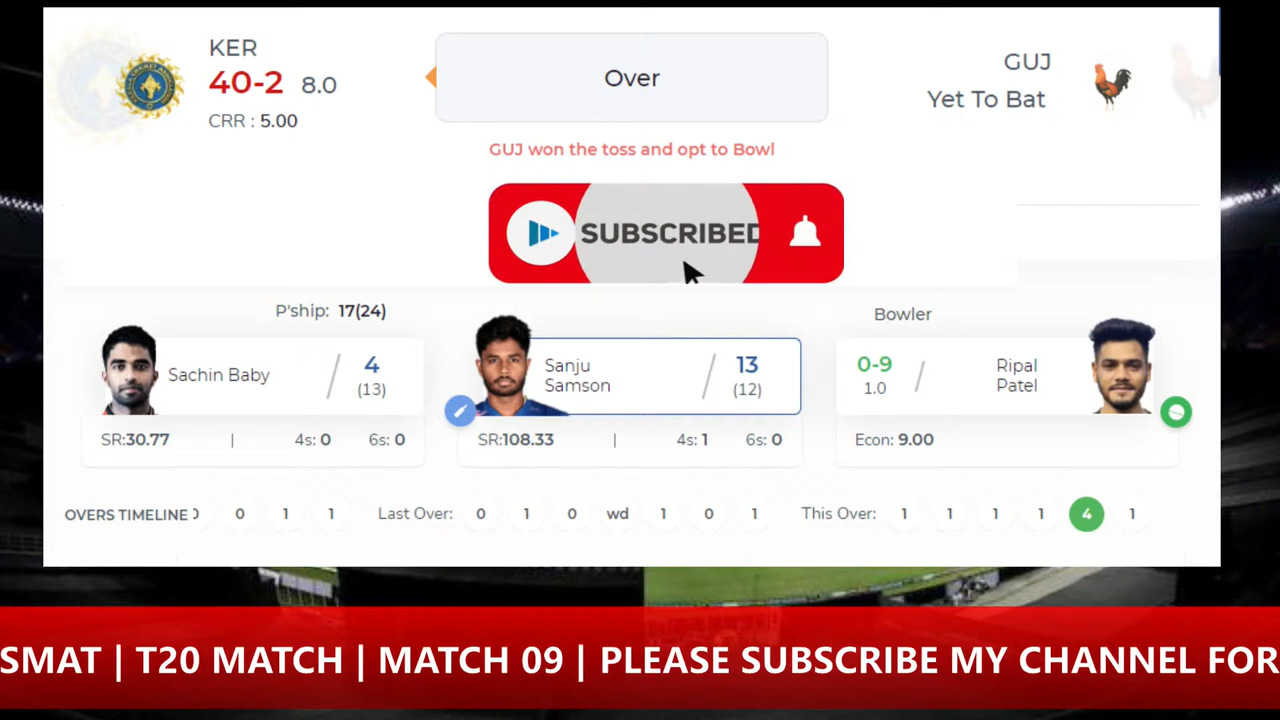 KER
40-2 8.0
CRR : 5.00
Over
GUJ
Yet To Bat
GUJ won the toss and opt to Bowl
SUBSCRIBED
P'ship: 17(24)
Bowler
Sachin Baby 4 (13)
Sanju Samson 13 (12)
0-9 1.0 Ripal Patel
SR:30.77 | 4s: 0 6s: 0
SR:108.33 | 4s: 1 6s: 0
Econ: 9.00
OVERS TIMELINE 0 1 1 Last Over: 0 1 0 wd 1 0 1 This Over: 1 1 1 1 4 1
SMAT | T20 MATCH | MATCH 09 | PLEASE SUBSCRIBE MY CHANNEL FOR